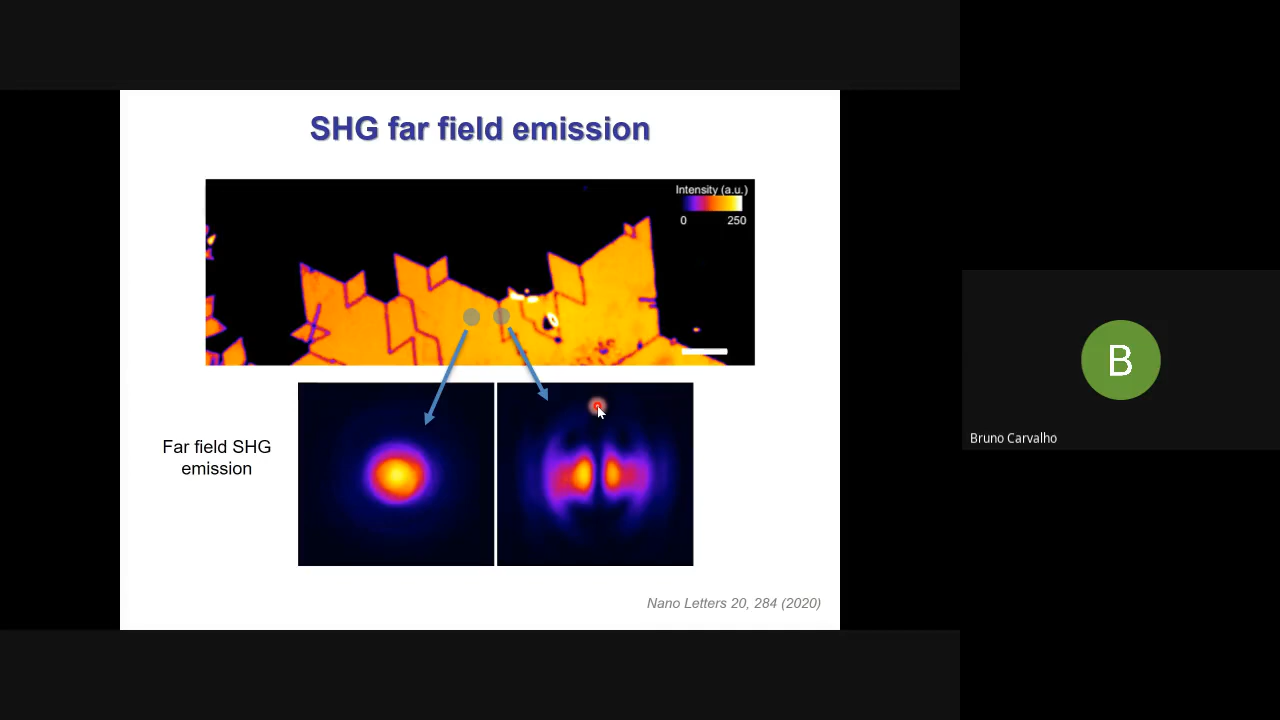 SHG far field emission
Intensity (a.u.)
0 250
Far field SHG
emission
Nano Letters 20, 284 (2020)
B
Bruno Carvalho